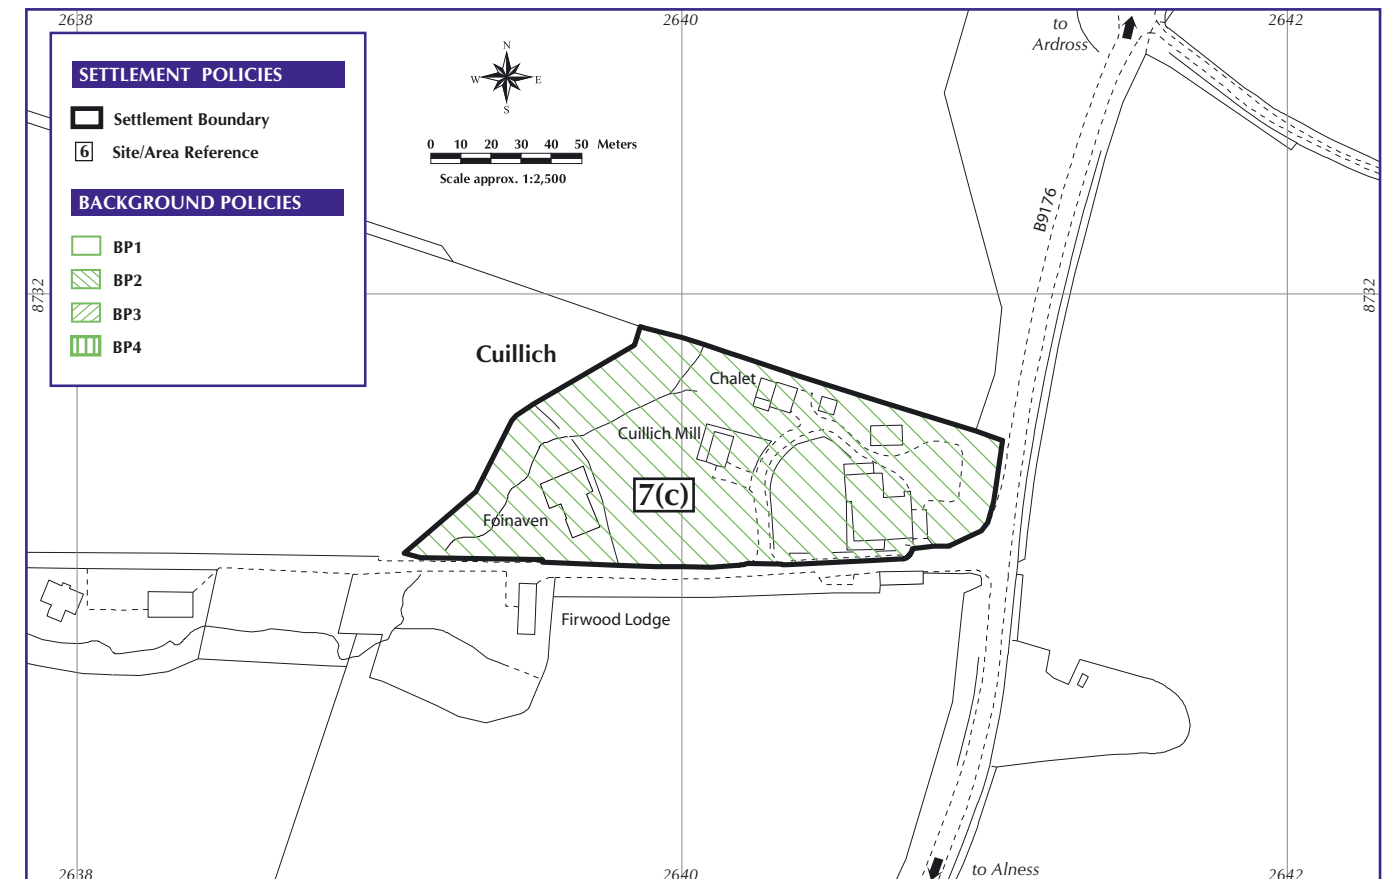 2638
2640
2642
to
Ardross
SETTLEMENT POLICIES
Settlement Boundary
6 Site/Area Reference
BACKGROUND POLICIES
BP1
BP2
BP3
BP4
N
W E
S
0 10 20 30 40 50 Meters
Scale approx. 1:2,500
B9176
8732
8732
Cuillich
Chalet
Cuillich Mill
7(c)
Foinaven
Firwood Lodge
to Alness
2638
2640
2642